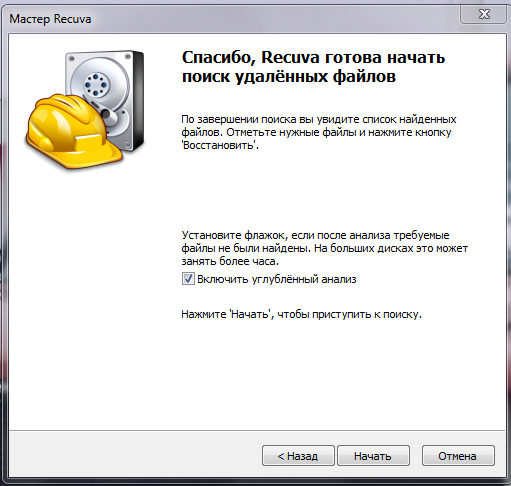 Мастер Recuva
Спасибо, Recuva готова начать
поиск удалённых файлов
По завершении поиска вы увидите список найденных
файлов. Отметьте нужные файлы и нажмите кнопку
'Восстановить'.
Установите флажок, если после анализа требуемые
файлы не были найдены. На больших дисках это может
занять более часа.
Включить углублённый анализ
Нажмите 'Начать', чтобы приступить к поиску.
< Назад
Начать
Отмена